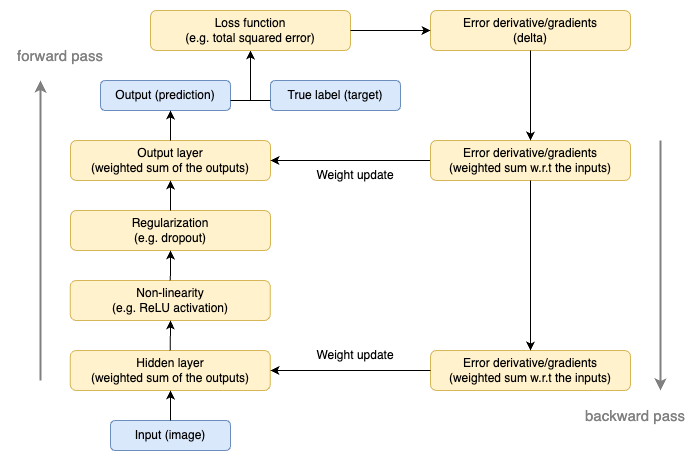 Loss function
(e.g. total squared error)
Error derivative/gradients
(delta)
forward pass
Output (prediction)
True label (target)
Output layer
(weighted sum of the outputs)
Weight update
Error derivative/gradients
(weighted sum w.r.t the inputs)
Regularization
(e.g. dropout)
Non-linearity
(e.g. ReLU activation)
Hidden layer
(weighted sum of the outputs)
Weight update
Error derivative/gradients
(weighted sum w.r.t the inputs)
backward pass
Input (image)